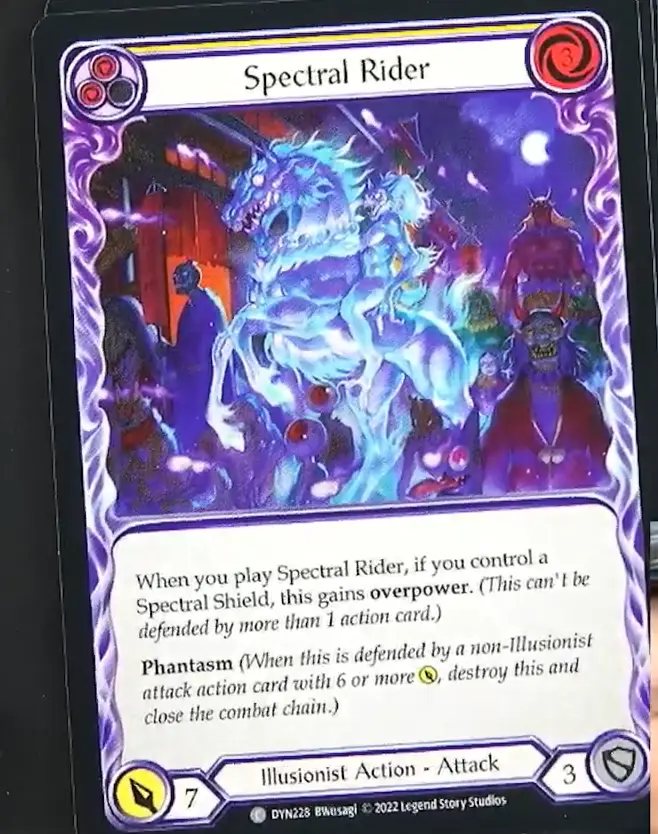 3
Spectral Rider
When you play Spectral Rider, if you control a
Spectral Shield, this gains overpower. (This can't be
defended by more than 1 action card.)
Phantasm (When this is defended by a non-Illusionist
attack action card with 6 or more , destroy this and
close the combat chain.)
7
Illusionist Action - Attack
3
C DYN228 BWusagi © 2022 Legend Story Studios